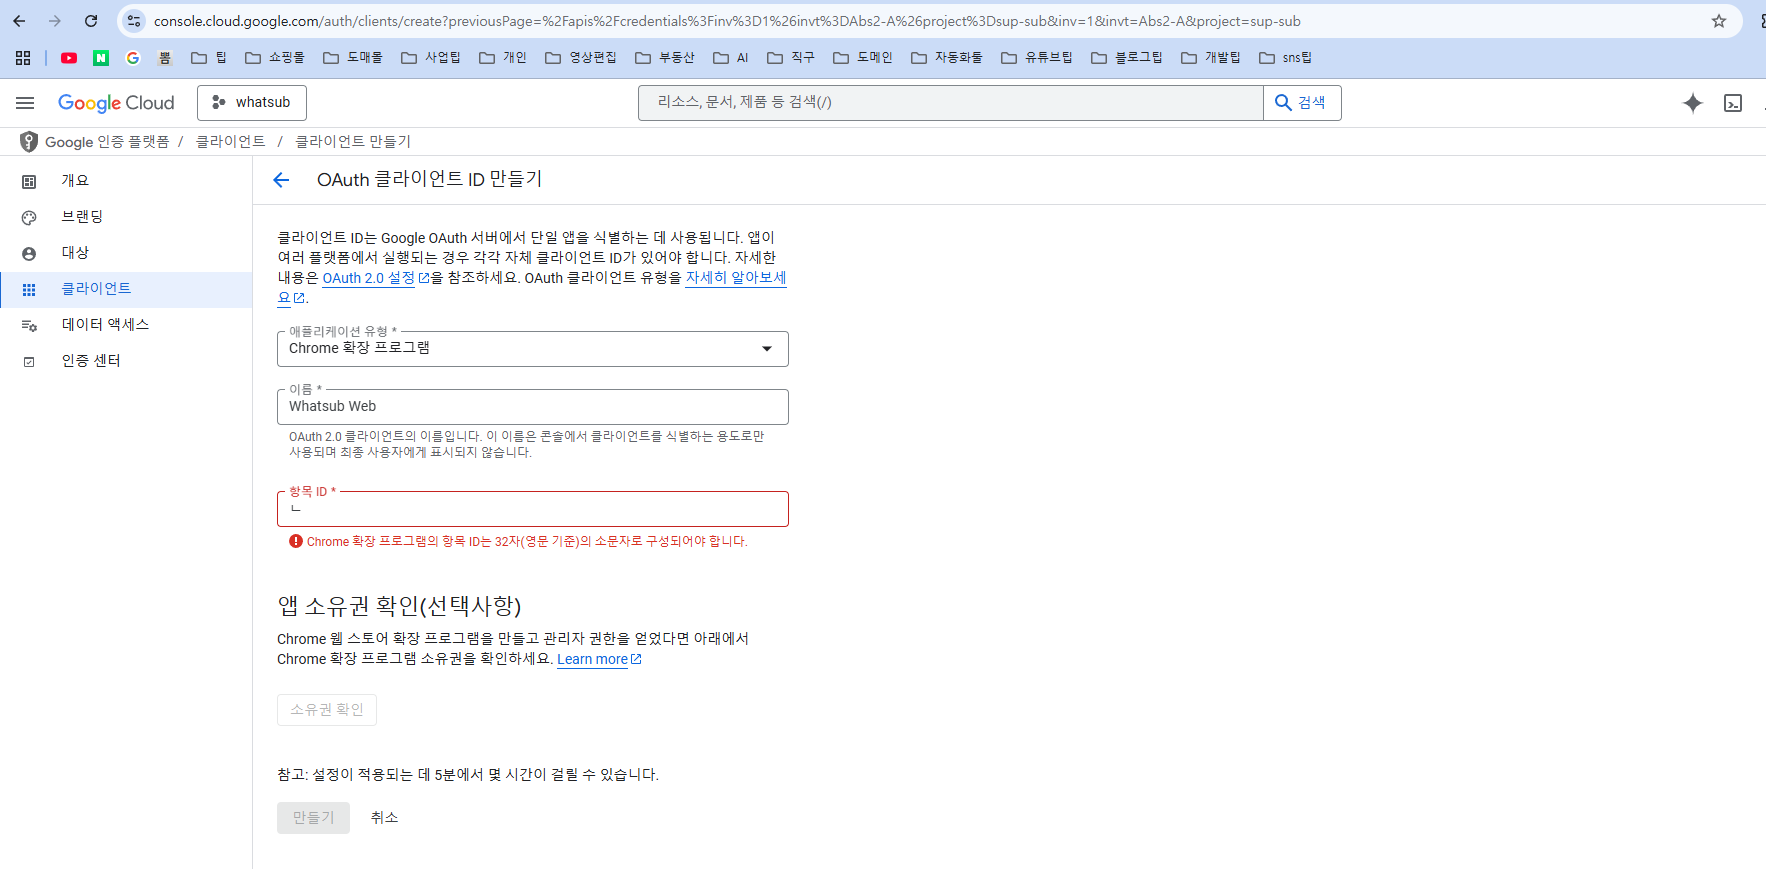 console.cloud.google.com/auth/clients/create?previousPage=%2Fapis%2Fcredentials%3Finv%3D1%26invt%3DAbs2-A%26project%3Dsup-sub&inv=1&invt=Abs2-A&project=sup-sub
팁 쇼핑몰 도매몰 사업팁 개인 영상편집 부동산 AI 직구 도메인 자동화툴 유튜브팁 블로그팁 개발팁 sns팁
Google Cloud whatsub 리소스, 문서, 제품 등 검색(/) 검색
Google 인증 플랫폼 / 클라이언트 / 클라이언트 만들기
개요
브랜딩
대상
클라이언트
데이터 액세스
인증 센터
OAuth 클라이언트 ID 만들기
클라이언트 ID는 Google OAuth 서버에서 단일 앱을 식별하는 데 사용됩니다. 앱이
여러 플랫폼에서 실행되는 경우 각각 자체 클라이언트 ID가 있어야 합니다. 자세한
내용은 OAuth 2.0 설정을 참조하세요. OAuth 클라이언트 유형을 자세히 알아보세
요.
애플리케이션 유형 *
Chrome 확장 프로그램
이름 *
Whatsub Web
OAuth 2.0 클라이언트의 이름입니다. 이 이름은 콘솔에서 클라이언트를 식별하는 용도로만
사용되며 최종 사용자에게 표시되지 않습니다.
항목 ID *
ㄴ
Chrome 확장 프로그램의 항목 ID는 32자(영문 기준)의 소문자로 구성되어야 합니다.
앱 소유권 확인(선택사항)
Chrome 웹 스토어 확장 프로그램을 만들고 관리자 권한을 얻었다면 아래에서
Chrome 확장 프로그램 소유권을 확인하세요. Learn more
소유권 확인
참고: 설정이 적용되는 데 5분에서 몇 시간이 걸릴 수 있습니다.
만들기 취소